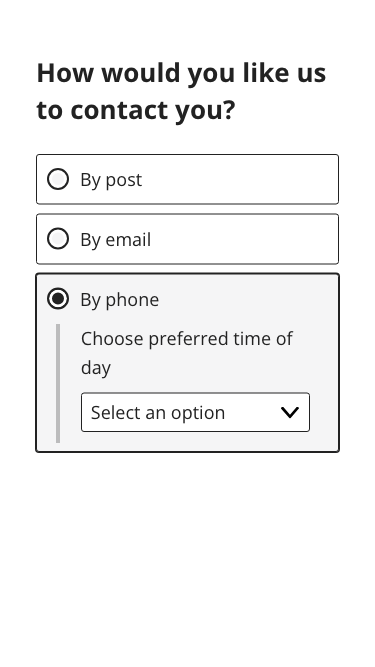 How would you like us
to contact you?
By post
By email
By phone
Choose preferred time of
day
Select an option